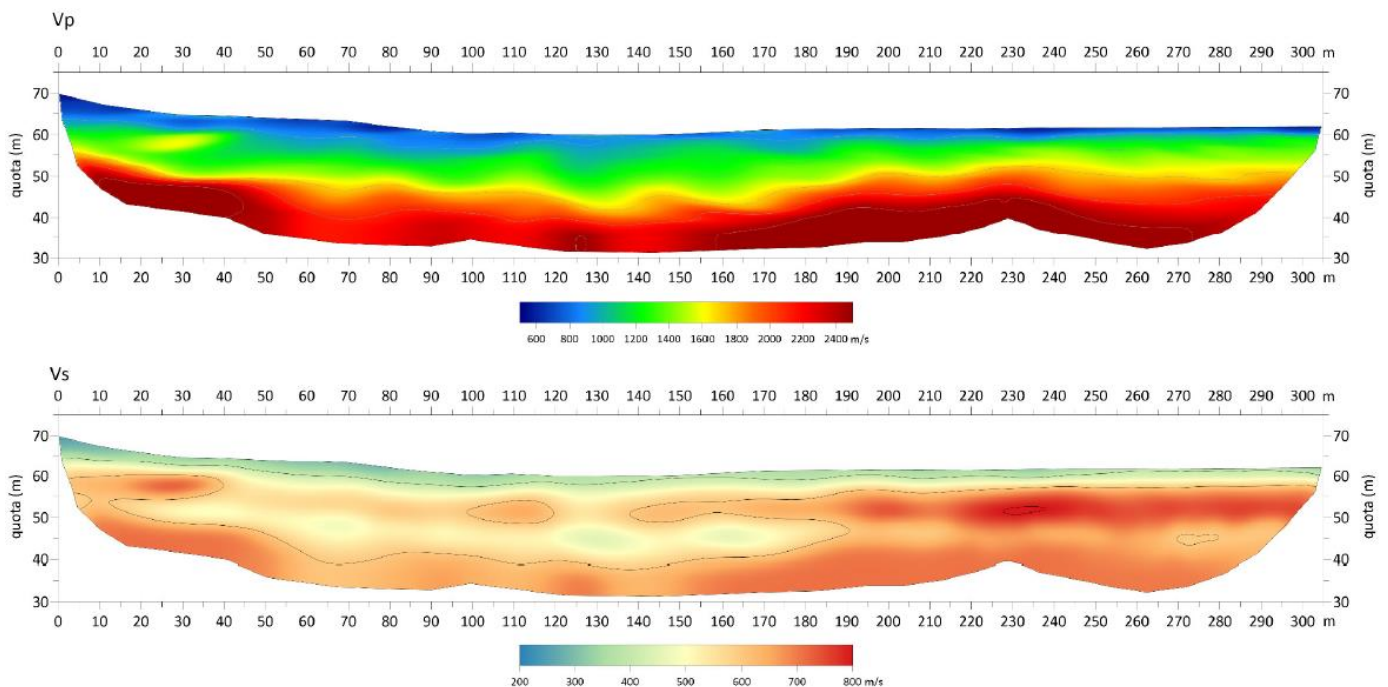 Vp
0 10 20 30 40 50 60 70 80 90 100 110 120 130 140 150 160 170 180 190 200 210 220 230 240 250 260 270 280 290 300 m
70 70
60 60
50 50
40 40
30 30
quota (m) quota (m)
0 10 20 30 40 50 60 70 80 90 100 110 120 130 140 150 160 170 180 190 200 210 220 230 240 250 260 270 280 290 300 m
600 800 1000 1200 1400 1600 1800 2000 2200 2400 m/s
Vs
0 10 20 30 40 50 60 70 80 90 100 110 120 130 140 150 160 170 180 190 200 210 220 230 240 250 260 270 280 290 300 m
70 70
60 60
50 50
40 40
30 30
quota (m) quota (m)
0 10 20 30 40 50 60 70 80 90 100 110 120 130 140 150 160 170 180 190 200 210 220 230 240 250 260 270 280 290 300 m
200 300 400 500 600 700 800 m/s